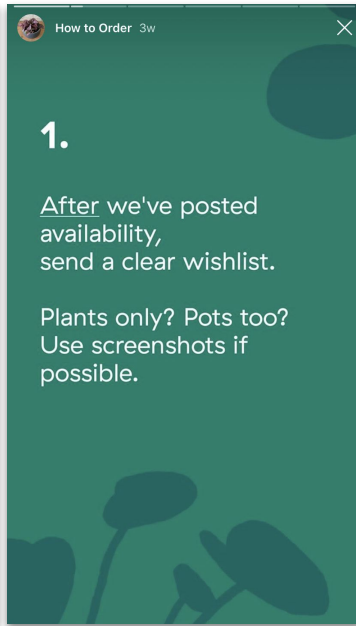 How to Order 3w
1.
After we've posted
availability,
send a clear wishlist.
Plants only? Pots too?
Use screenshots if
possible.